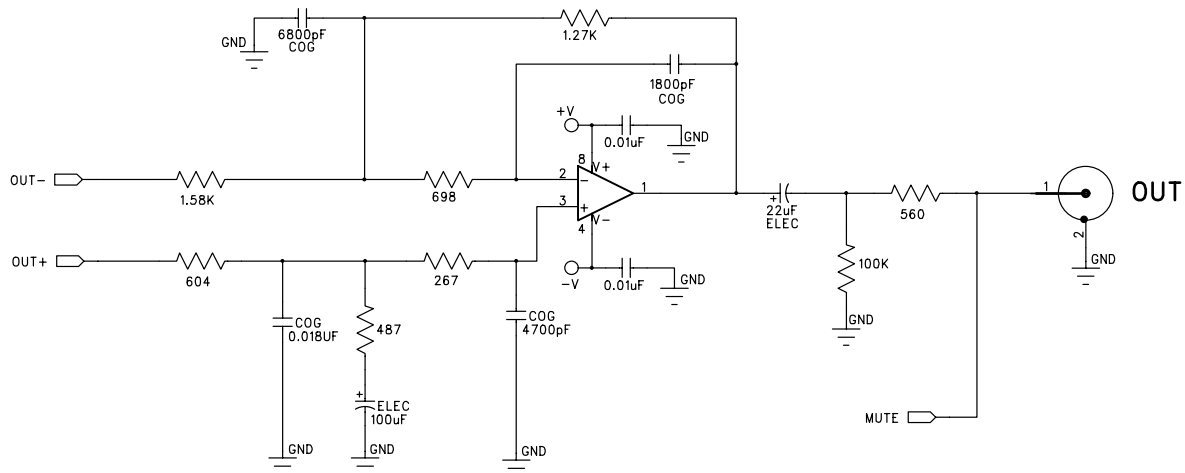 GND
6800pF
COG
1.27K
1800pF
COG
+V
0.01uF
GND
8
V+
OUT-
1.58K
698
2
−
3
+
1
V-
4
22uF
+
ELEC
560
1
OUT
2
GND
OUT+
604
267
-V
0.01uF
GND
100K
GND
COG
0.018UF
487
COG
4700pF
+
ELEC
100uF
MUTE
GND
GND
GND